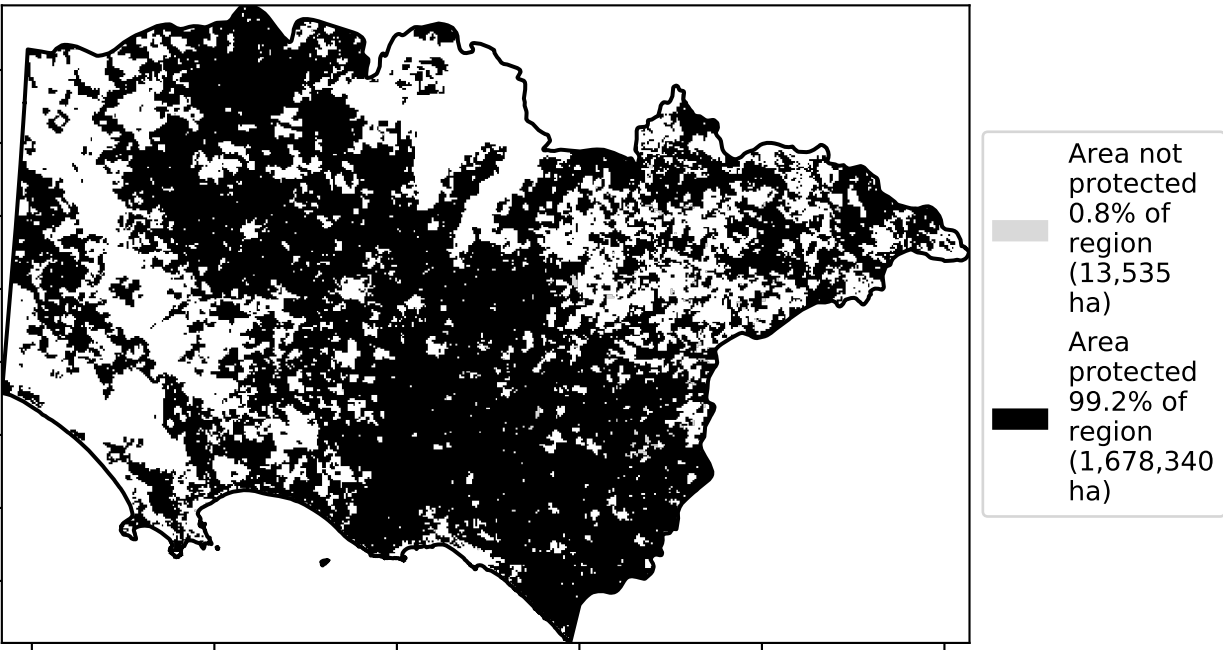 Area not
protected
0.8% of
region
(13,535
ha)
Area
protected
99.2% of
region
(1,678,340
ha)